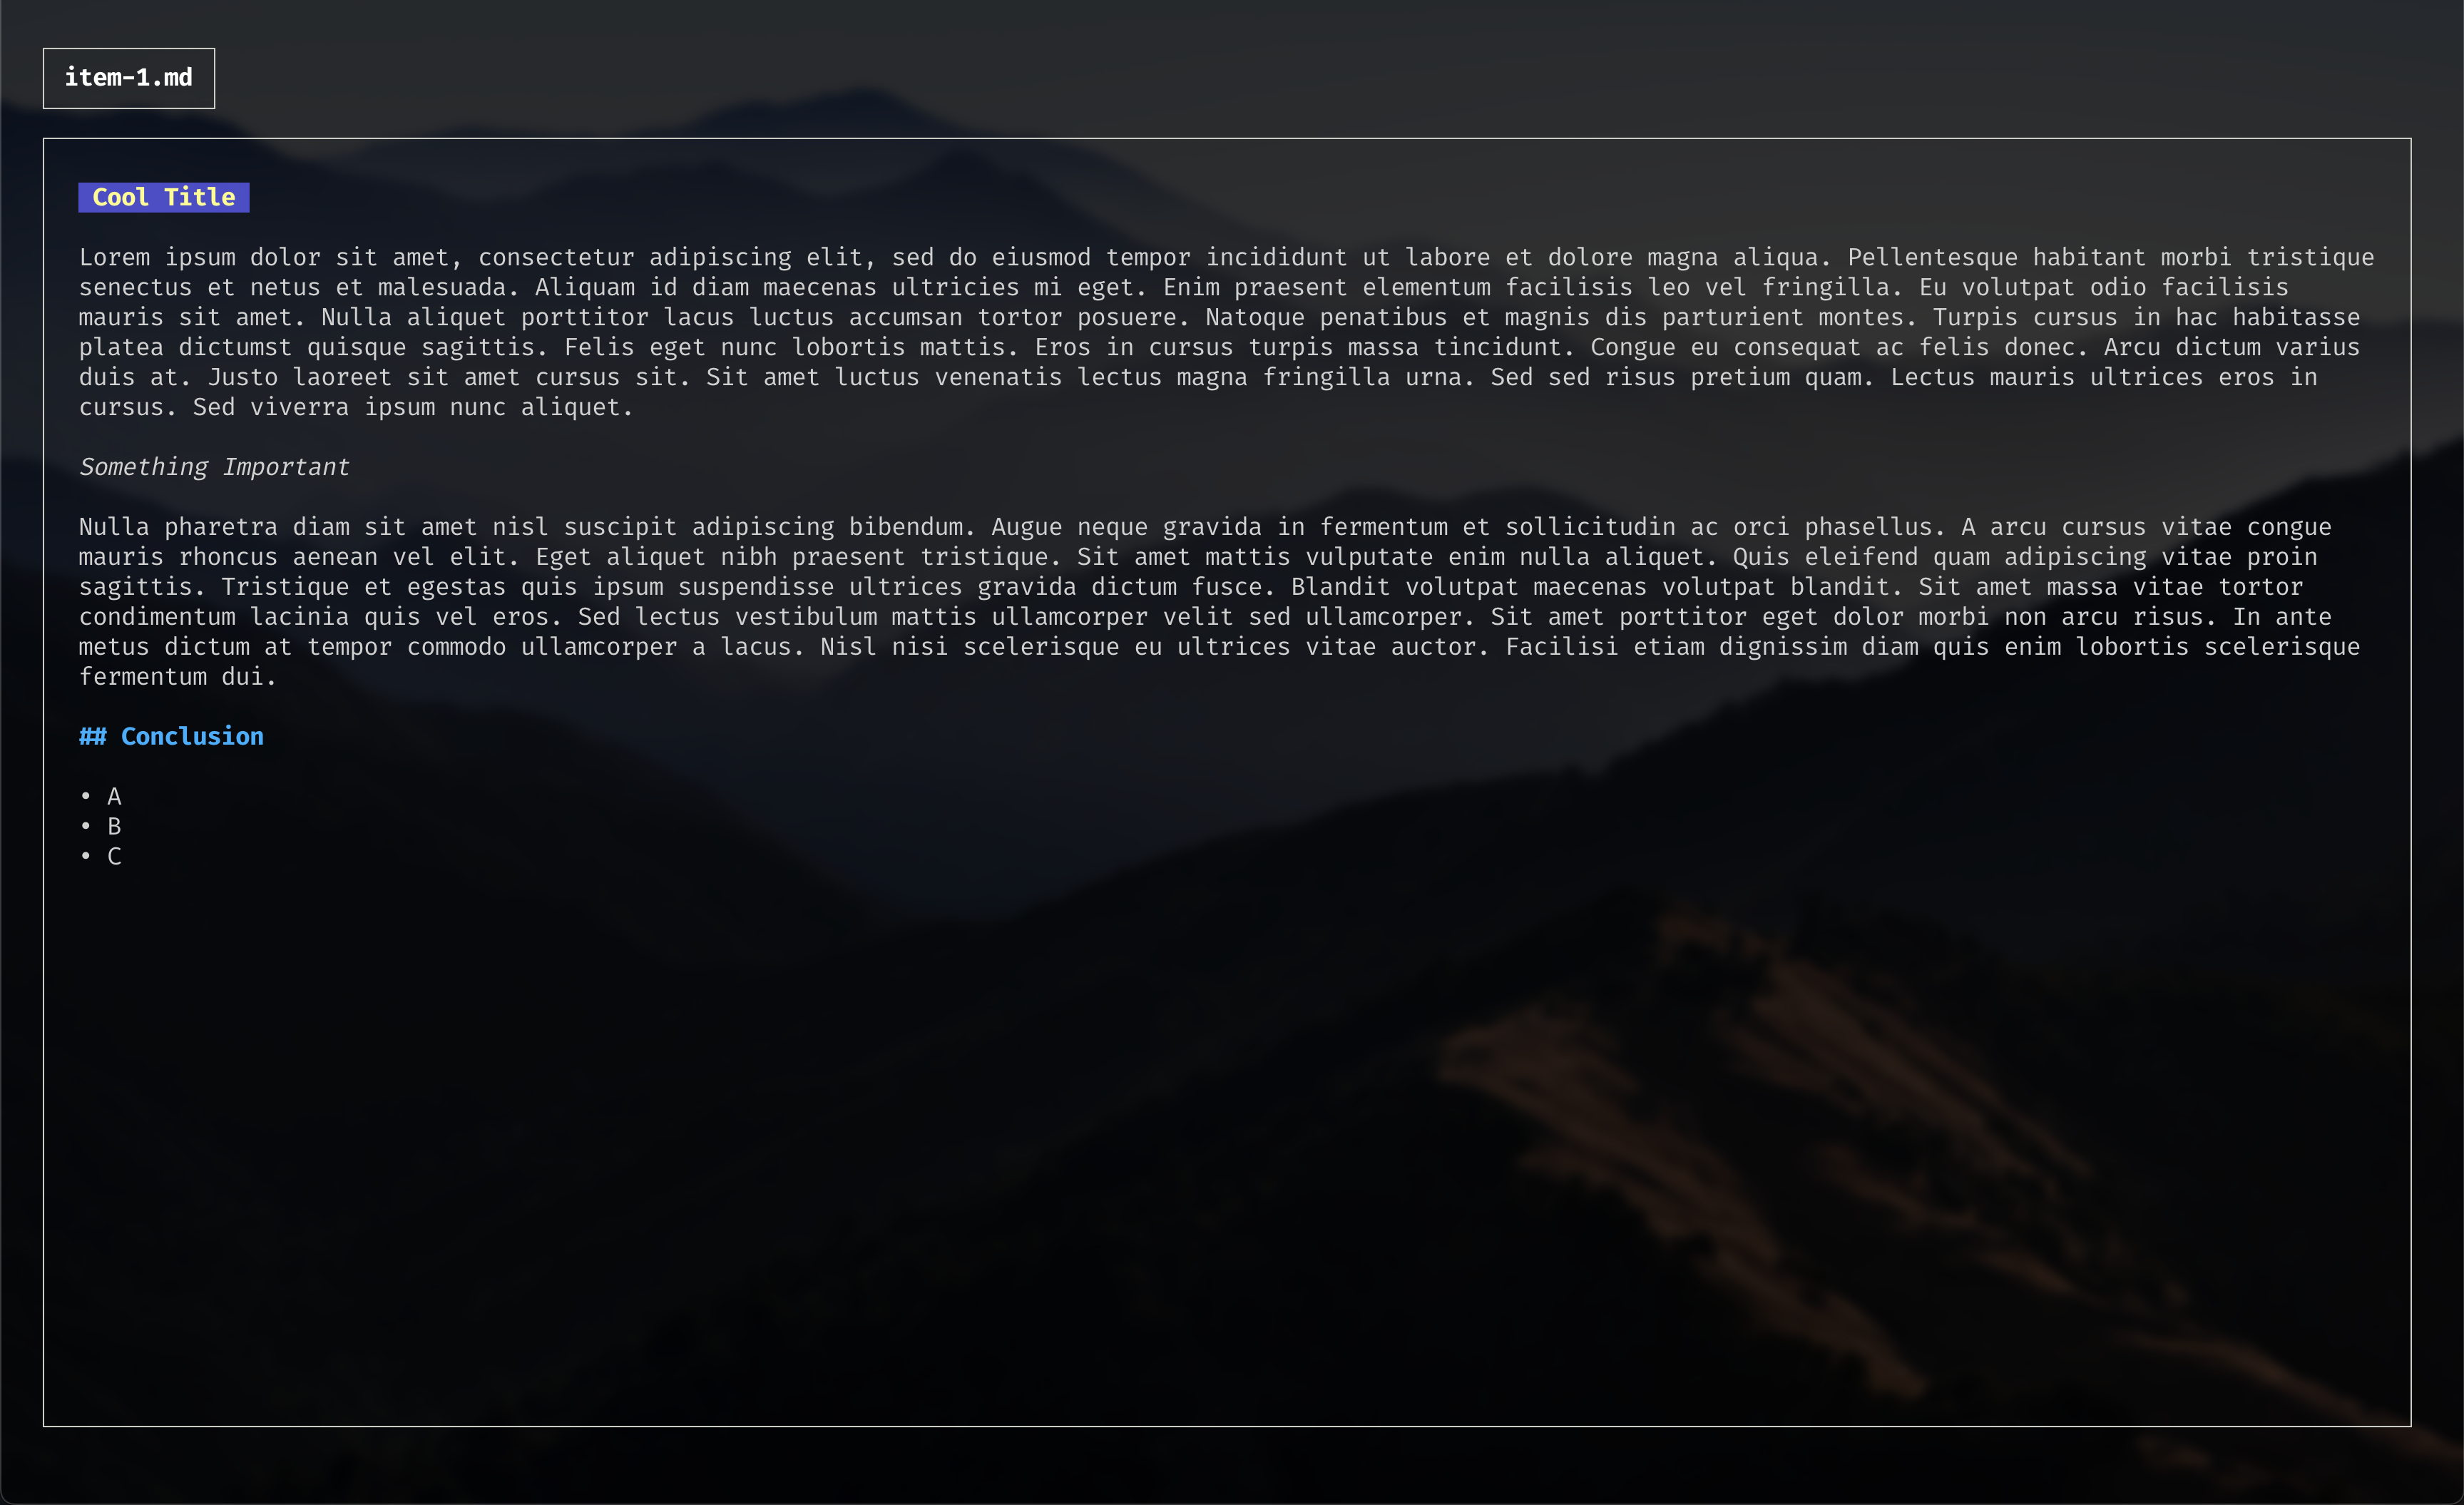 item-1.md
Cool Title
Lorem ipsum dolor sit amet, consectetur adipiscing elit, sed do eiusmod tempor incididunt ut labore et dolore magna aliqua. Pellentesque habitant morbi tristique
senectus et netus et malesuada. Aliquam id diam maecenas ultricies mi eget. Enim praesent elementum facilisis leo vel fringilla. Eu volutpat odio facilisis
mauris sit amet. Nulla aliquet porttitor lacus luctus accumsan tortor posuere. Natoque penatibus et magnis dis parturient montes. Turpis cursus in hac habitasse
platea dictumst quisque sagittis. Felis eget nunc lobortis mattis. Eros in cursus turpis massa tincidunt. Congue eu consequat ac felis donec. Arcu dictum varius
duis at. Justo laoreet sit amet cursus sit. Sit amet luctus venenatis lectus magna fringilla urna. Sed sed risus pretium quam. Lectus mauris ultrices eros in
cursus. Sed viverra ipsum nunc aliquet.
Something Important
Nulla pharetra diam sit amet nisl suscipit adipiscing bibendum. Augue neque gravida in fermentum et sollicitudin ac orci phasellus. A arcu cursus vitae congue
mauris rhoncus aenean vel elit. Eget aliquet nibh praesent tristique. Sit amet mattis vulputate enim nulla aliquet. Quis eleifend quam adipiscing vitae proin
sagittis. Tristique et egestas quis ipsum suspendisse ultrices gravida dictum fusce. Blandit volutpat maecenas volutpat blandit. Sit amet massa vitae tortor
condimentum lacinia quis vel eros. Sed lectus vestibulum mattis ullamcorper velit sed ullamcorper. Sit amet porttitor eget dolor morbi non arcu risus. In ante
metus dictum at tempor commodo ullamcorper a lacus. Nisl nisi scelerisque eu ultrices vitae auctor. Facilisi etiam dignissim diam quis enim lobortis scelerisque
fermentum dui.
## Conclusion
• A
• B
• C